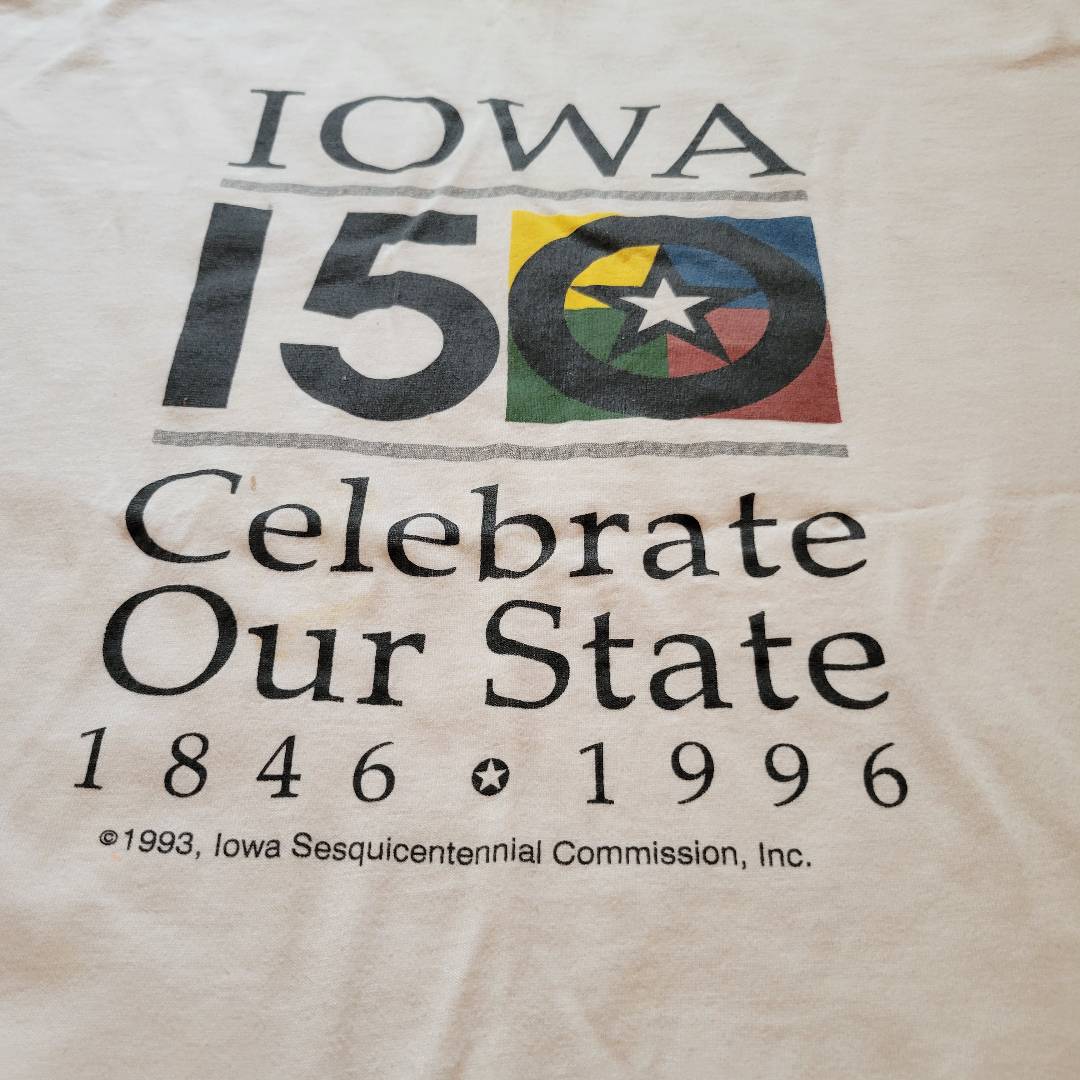 IOWA
150
Celebrate
Our State
1846 ✪ 1996
©1993, Iowa Sesquicentennial Commission, Inc.